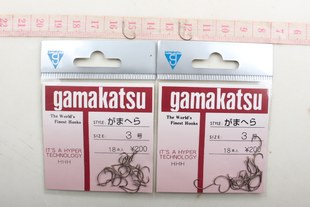 gamakatsu
The World's
Finest Hooks
STYLE: がまへら
SIZE: 3 号
18本入 ¥200
IT'S A HYPER
TECHNOLOGY
gamakatsu
The World's
Finest Hooks
STYLE: がまへら
SIZE: 3 号
18本入 ¥200
IT'S A HYPER
TECHNOLOGY